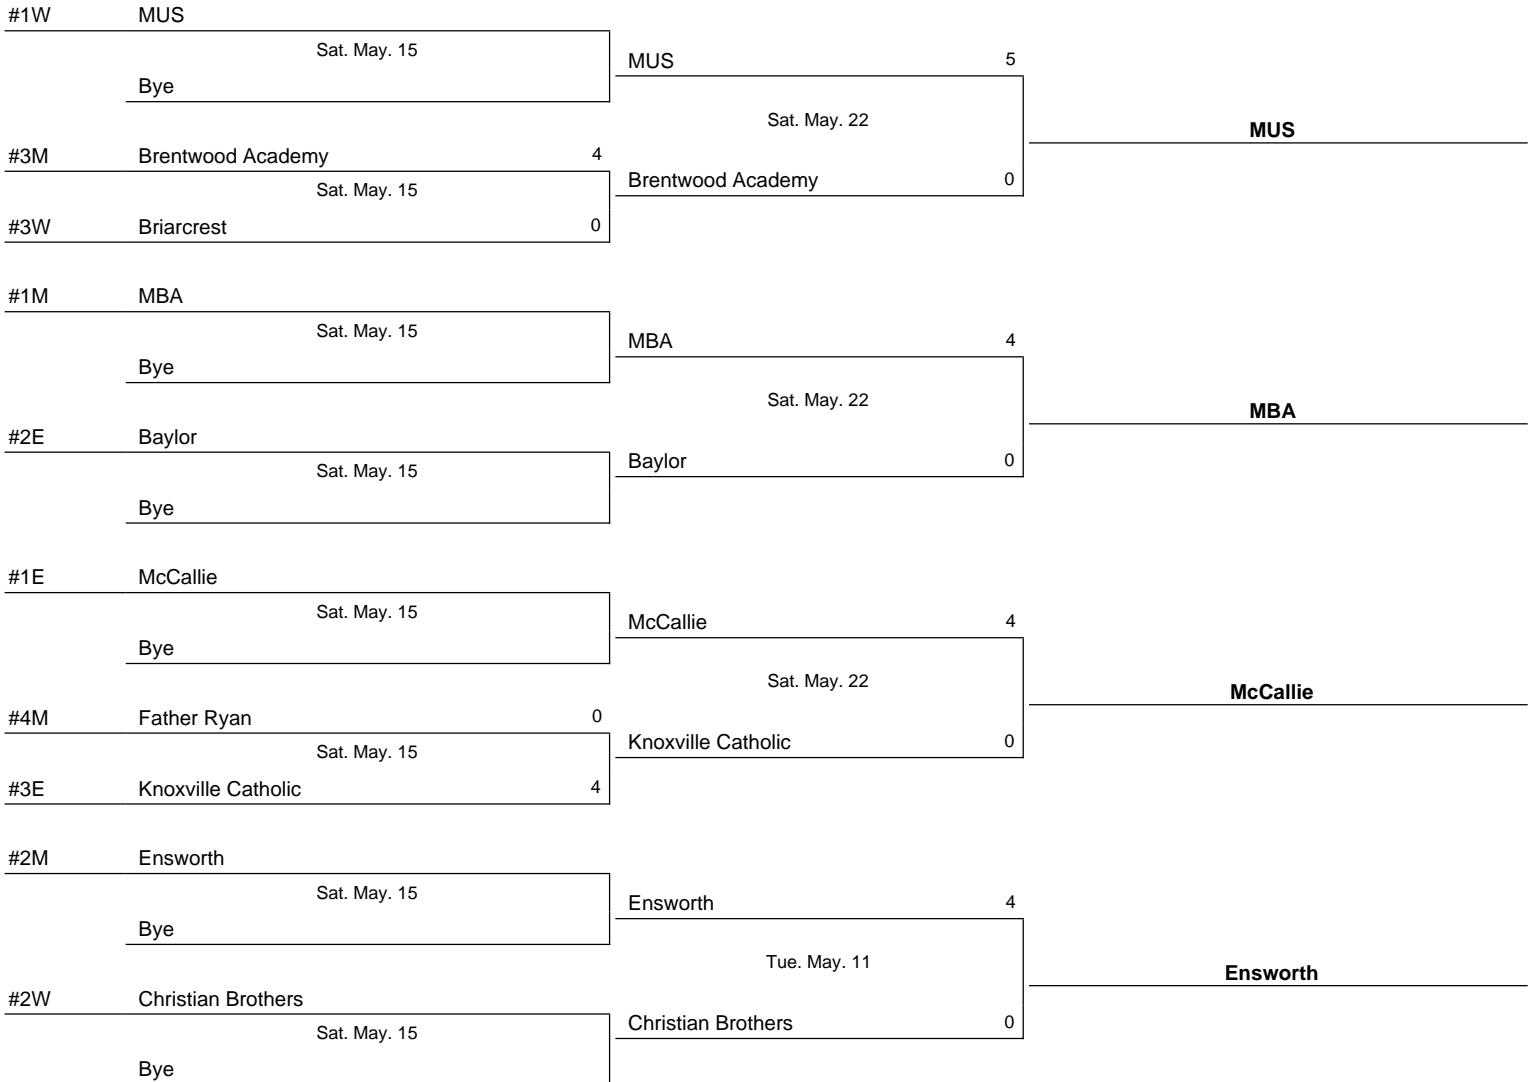 #1W MUS
Sat. May. 15
MUS 5
Bye
Sat. May. 22
MUS
#3M Brentwood Academy 4
Brentwood Academy 0
Sat. May. 15
#3W Briarcrest 0
#1M MBA
Sat. May. 15
MBA 4
Bye
Sat. May. 22
MBA
#2E Baylor
Baylor 0
Sat. May. 15
Bye
#1E McCallie
Sat. May. 15
McCallie 4
Bye
Sat. May. 22
McCallie
#4M Father Ryan 0
Knoxville Catholic 0
Sat. May. 15
#3E Knoxville Catholic 4
#2M Ensworth
Sat. May. 15
Ensworth 4
Bye
Tue. May. 11
Ensworth
#2W Christian Brothers
Christian Brothers 0
Sat. May. 15
Bye